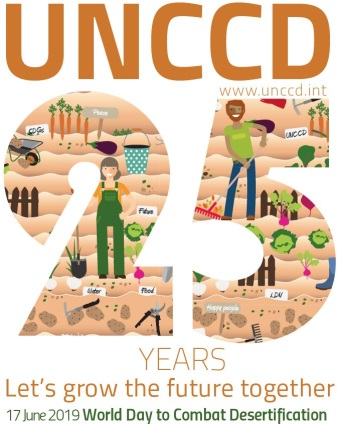 UNCCD
www.unccd.int
25
Peace
UNCCD
Future
Water
Food
LDN
Happy people
YEARS
Let's grow the future together
17 June 2019 World Day to Combat Desertification